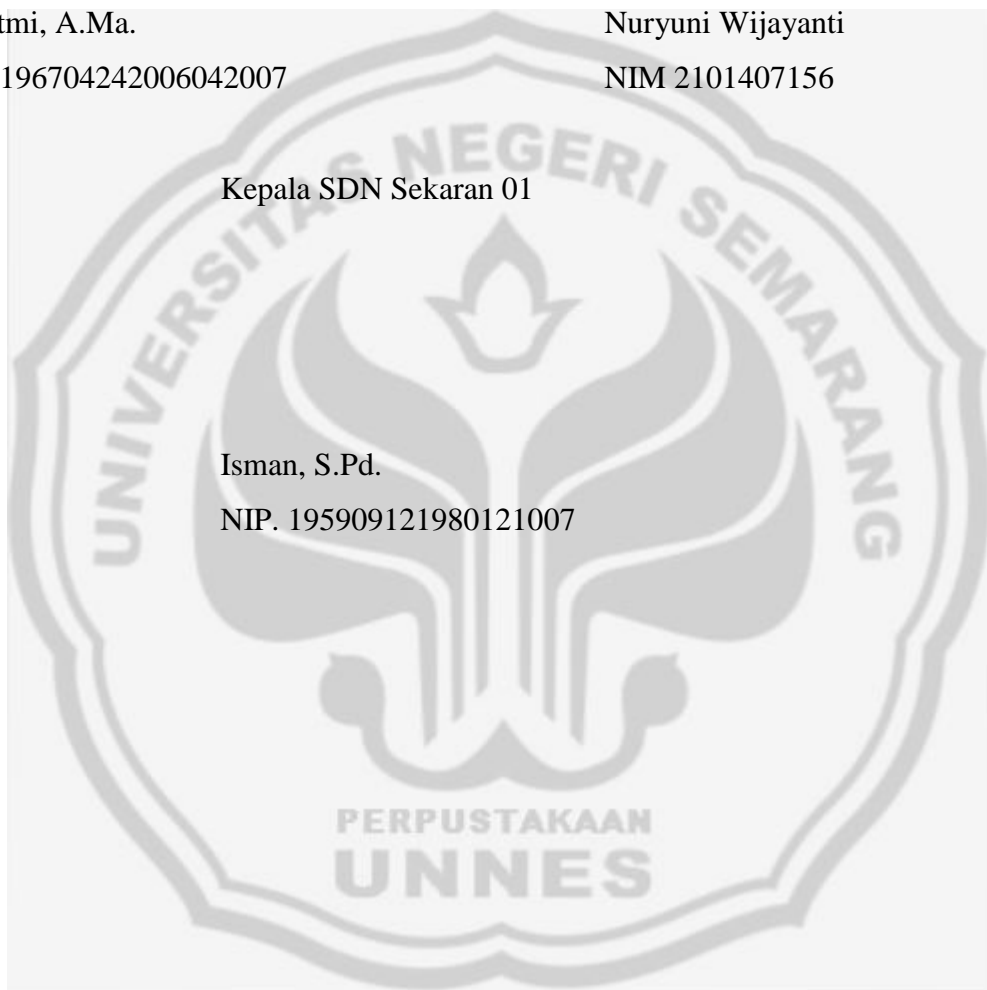 tmi, A.Ma.
Nuryuni Wijayanti
196704242006042007
NIM 2101407156
Kepala SDN Sekaran 01
Isman, S.Pd.
NIP. 195909121980121007
UNIVERSITAS NEGERI SEMARANG
PERPUSTAKAAN
UNNES